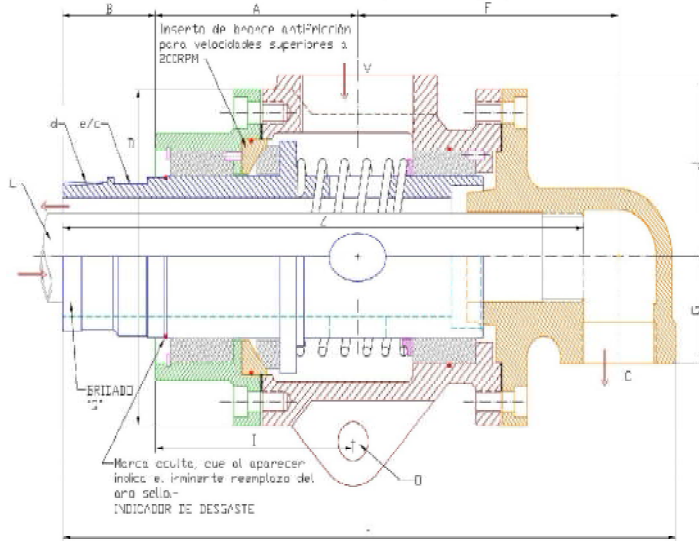 B
A
F
Inserto de bronce antifricción
para velocidades superiores a
200RPM
V
d
e/c
D
L
Z
G
BRIDADO
"G"
C
I
O
Marca oculta, que al aparecer
indica el inminente reemplazo del
aro sello.-
INDICADOR DE DESGASTE